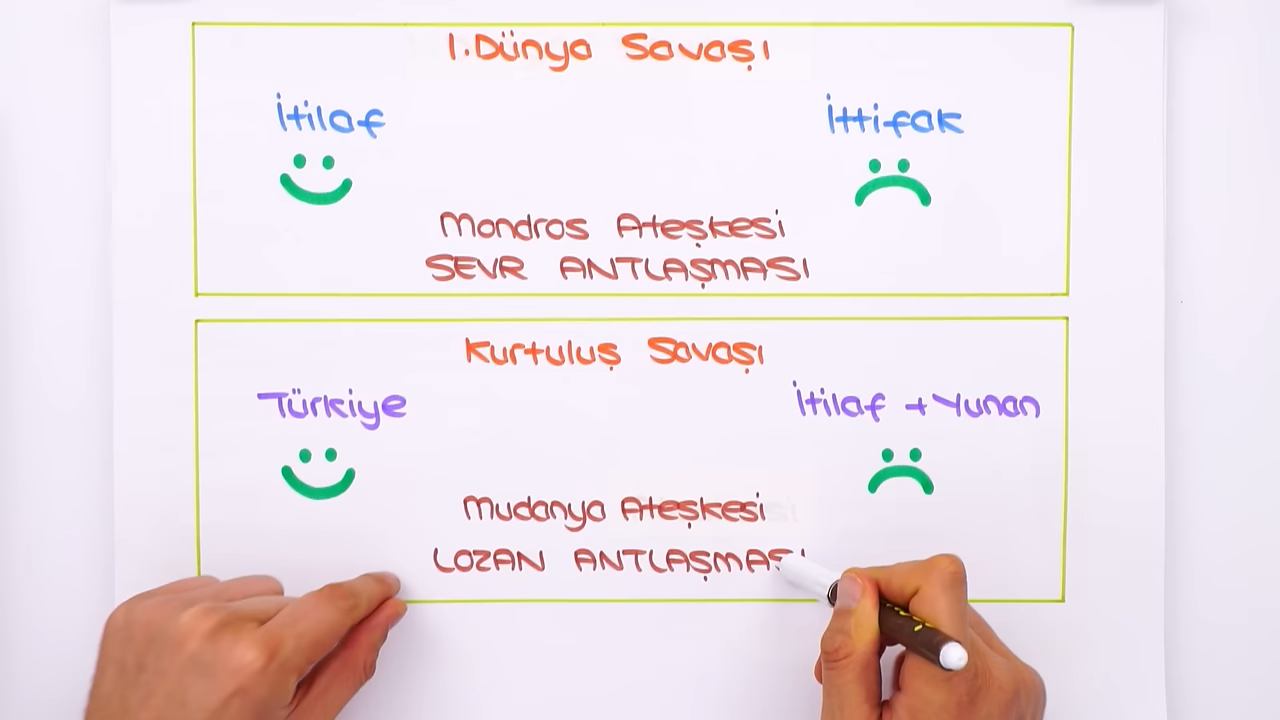 1.Dünya Savaşı
İtilaf İttifak
Mondros Ateşkesi
SEVR ANTLAŞMASI
Kurtuluş Savaşı
Türkiye İtilaf + Yunan
Mudanya Ateşkesi
LOZAN ANTLAŞMASI